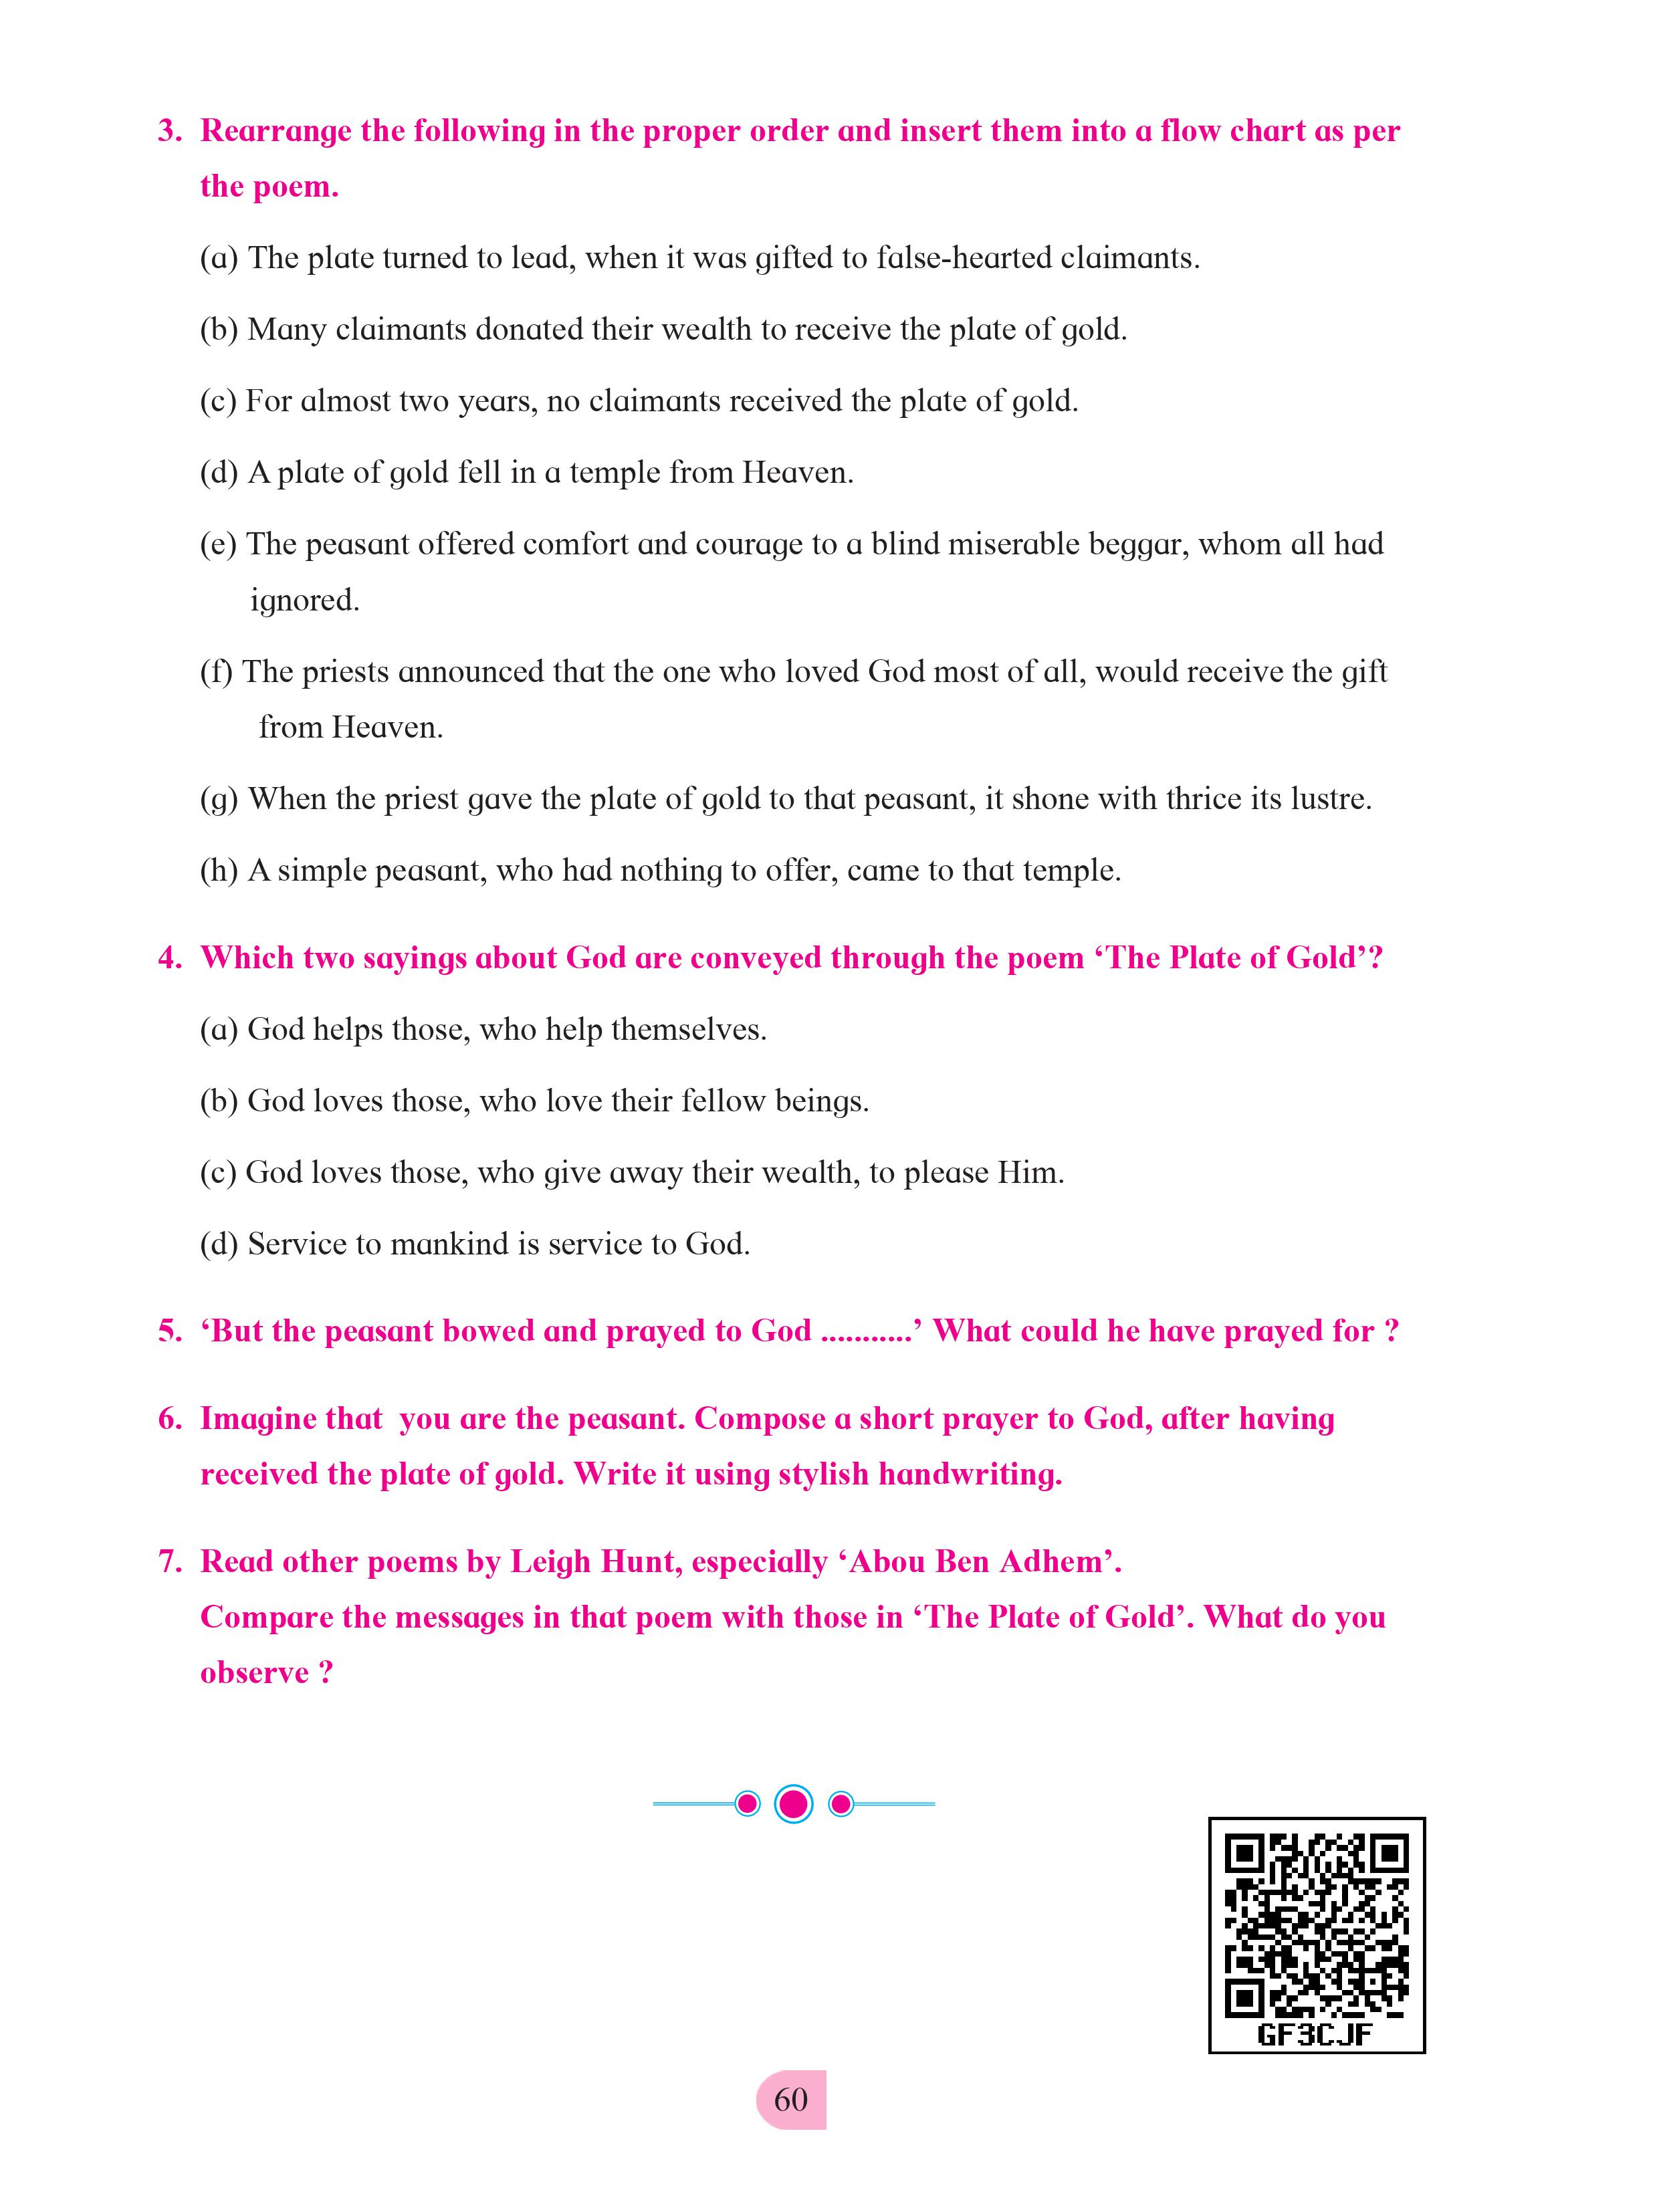 3. Rearrange the following in the proper order and insert them into a flow chart as per
the poem.
(a) The plate turned to lead, when it was gifted to false-hearted claimants.
(b) Many claimants donated their wealth to receive the plate of gold.
(c) For almost two years, no claimants received the plate of gold.
(d) A plate of gold fell in a temple from Heaven.
(e) The peasant offered comfort and courage to a blind miserable beggar, whom all had
ignored.
(f) The priests announced that the one who loved God most of all, would receive the gift
from Heaven.
(g) When the priest gave the plate of gold to that peasant, it shone with thrice its lustre.
(h) A simple peasant, who had nothing to offer, came to that temple.
4. Which two sayings about God are conveyed through the poem ‘The Plate of Gold’?
(a) God helps those, who help themselves.
(b) God loves those, who love their fellow beings.
(c) God loves those, who give away their wealth, to please Him.
(d) Service to mankind is service to God.
5. ‘But the peasant bowed and prayed to God ...........’ What could he have prayed for ?
6. Imagine that you are the peasant. Compose a short prayer to God, after having
received the plate of gold. Write it using stylish handwriting.
7. Read other poems by Leigh Hunt, especially ‘Abou Ben Adhem’.
Compare the messages in that poem with those in ‘The Plate of Gold’. What do you
observe ?
GF3CJF
60